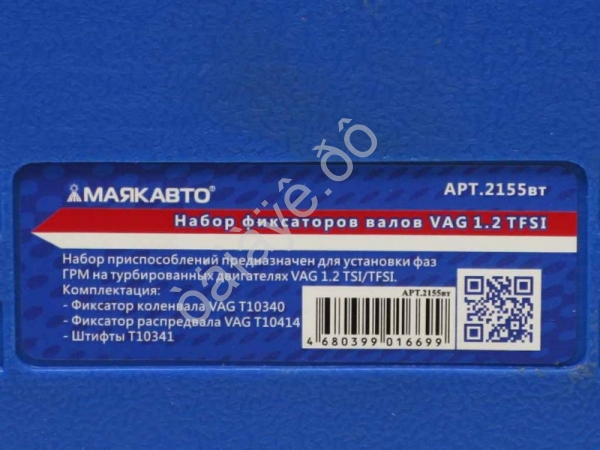 МАЯКАВТО®
АРТ.2155вт
Набор фиксаторов валов VAG 1.2 TFSI
Набор приспособлений предназначен для установки фаз
ГРМ на турбированных двигателях VAG 1.2 TSI/TFSI.
Комплектация:
- Фиксатор коленвала VAG T10340
- Фиксатор распредвала VAG T10414
- Штифты T10341
АРТ.2155вт
4 680399 016699
òàjàÿïê.ðô